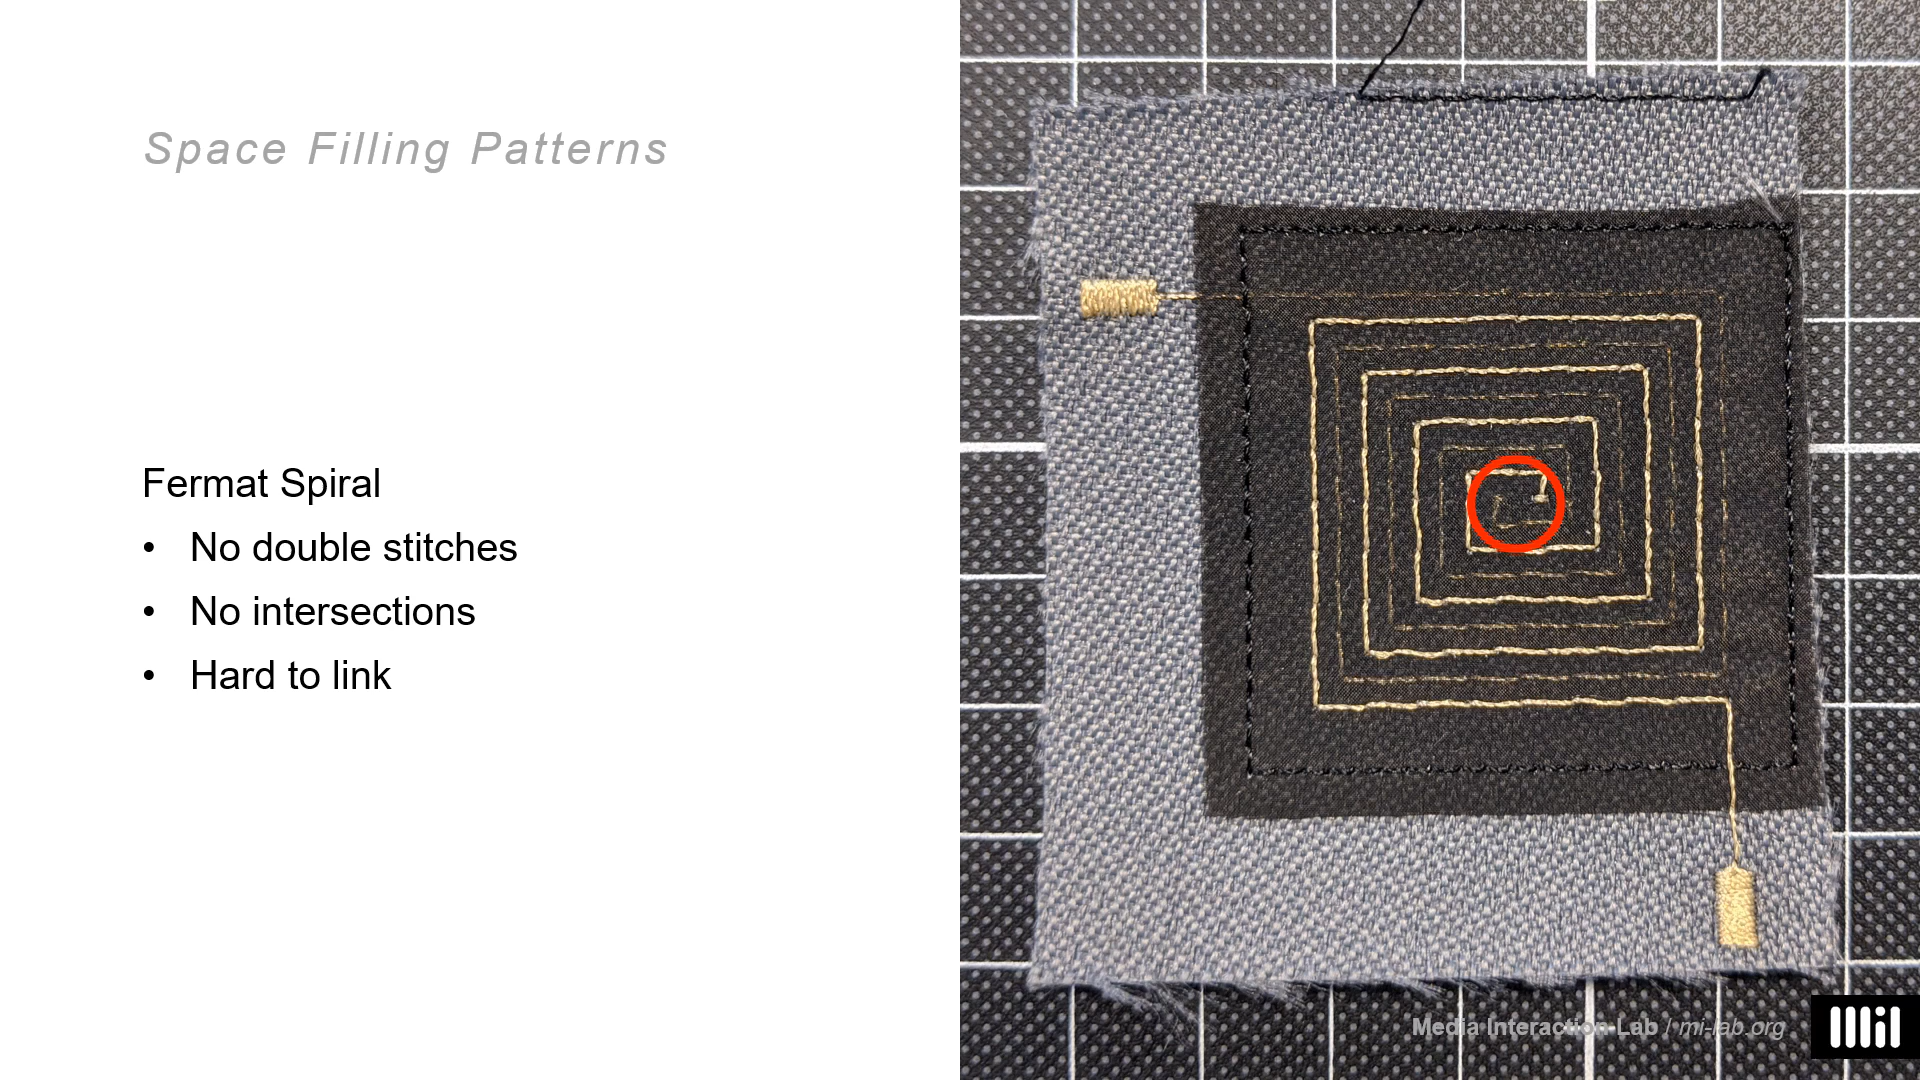 Space Filling Patterns
Fermat Spiral
• No double stitches
• No intersections
• Hard to link
Media Interaction Lab / mi-lab.org